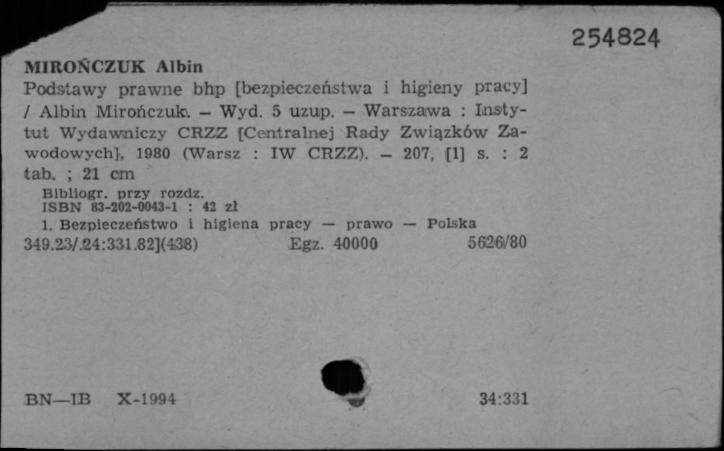 254824
MIROŃCZUK Albin
Podstawy prawne bhp [bezpieczeństwa i higieny pracy]
/ Albin Mirończuk. — Wyd. 5 uzup. — Warszawa : Insty-
tut Wydawniczy CRZZ [Centralnej Rady Związków Za-
wodowych], 1980 (Warsz : IW CRZZ). — 207, [1] s. : 2
tab. ; 21 cm
Bibliogr. przy rozdz.
ISBN 83-202-0043-1 : 42 zł
1. Bezpieczeństwo i higiena pracy — prawo — Polska
349.23/.24:331.82](438) Egz. 40000 5626/80
BN—IB X-1994 34:331